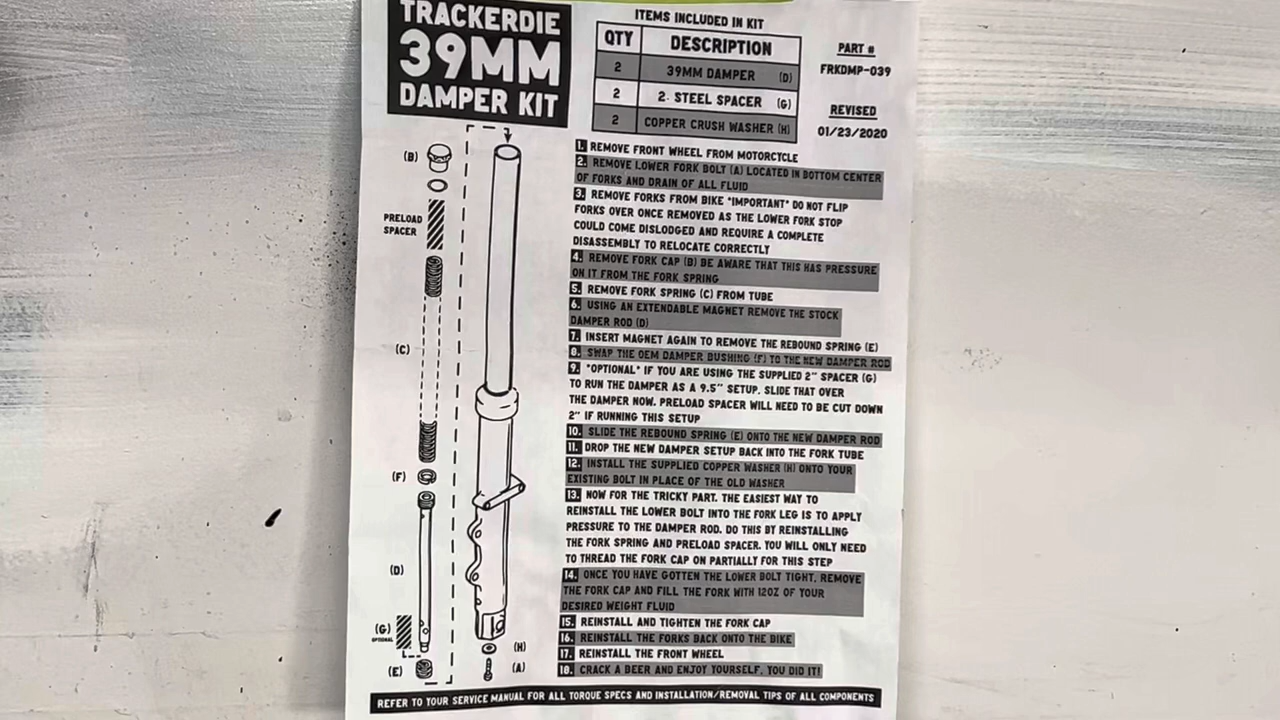 TRACKERDIE
39MM
DAMPER KIT
ITEMS INCLUDED IN KIT
QTY DESCRIPTION
2 39MM DAMPER (D)
2 2" STEEL SPACER (G)
2 COPPER CRUSH WASHER (H)
PART #
FRKDMP-039
REVISED
01/23/2020
(B)
PRELOAD
SPACER
(C)
(F)
(D)
(G)
OPTIONAL
(E)
(H)
(A)
1. REMOVE FRONT WHEEL FROM MOTORCYCLE
2. REMOVE LOWER FORK BOLT (A) LOCATED IN BOTTOM CENTER
OF FORKS AND DRAIN OF ALL FLUID
3. REMOVE FORKS FROM BIKE *IMPORTANT* DO NOT FLIP
FORKS OVER ONCE REMOVED AS THE LOWER FORK STOP
COULD COME DISLODGED AND REQUIRE A COMPLETE
DISASSEMBLY TO RELOCATE CORRECTLY
4. REMOVE FORK CAP (B) BE AWARE THAT THIS HAS PRESSURE
ON IT FROM THE FORK SPRING
5. REMOVE FORK SPRING (C) FROM TUBE
6. USING AN EXTENDABLE MAGNET REMOVE THE STOCK
DAMPER ROD (D)
7. INSERT MAGNET AGAIN TO REMOVE THE REBOUND SPRING (E)
8. SWAP THE OEM DAMPER BUSHING (F) TO THE NEW DAMPER ROD
9. *OPTIONAL* IF YOU ARE USING THE SUPPLIED 2" SPACER (G)
TO RUN THE DAMPER AS A 9.5" SETUP, SLIDE THAT OVER
THE DAMPER NOW. PRELOAD SPACER WILL NEED TO BE CUT DOWN
2" IF RUNNING THIS SETUP
10. SLIDE THE REBOUND SPRING (E) ONTO THE NEW DAMPER ROD
11. DROP THE NEW DAMPER SETUP BACK INTO THE FORK TUBE
12. INSTALL THE SUPPLIED COPPER WASHER (H) ONTO YOUR
EXISTING BOLT IN PLACE OF THE OLD WASHER
13. NOW FOR THE TRICKY PART. THE EASIEST WAY TO
REINSTALL THE LOWER BOLT INTO THE FORK LEG IS TO APPLY
PRESSURE TO THE DAMPER ROD. DO THIS BY REINSTALLING
THE FORK SPRING AND PRELOAD SPACER. YOU WILL ONLY NEED
TO THREAD THE FORK CAP ON PARTIALLY FOR THIS STEP
14. ONCE YOU HAVE GOTTEN THE LOWER BOLT TIGHT, REMOVE
THE FORK CAP AND FILL THE FORK WITH 12OZ OF YOUR
DESIRED WEIGHT FLUID
15. REINSTALL AND TIGHTEN THE FORK CAP
16. REINSTALL THE FORKS BACK ONTO THE BIKE
17. REINSTALL THE FRONT WHEEL
18. CRACK A BEER AND ENJOY YOURSELF, YOU DID IT!
REFER TO YOUR SERVICE MANUAL FOR ALL TORQUE SPECS AND INSTALLATION/REMOVAL TIPS OF ALL COMPONENTS